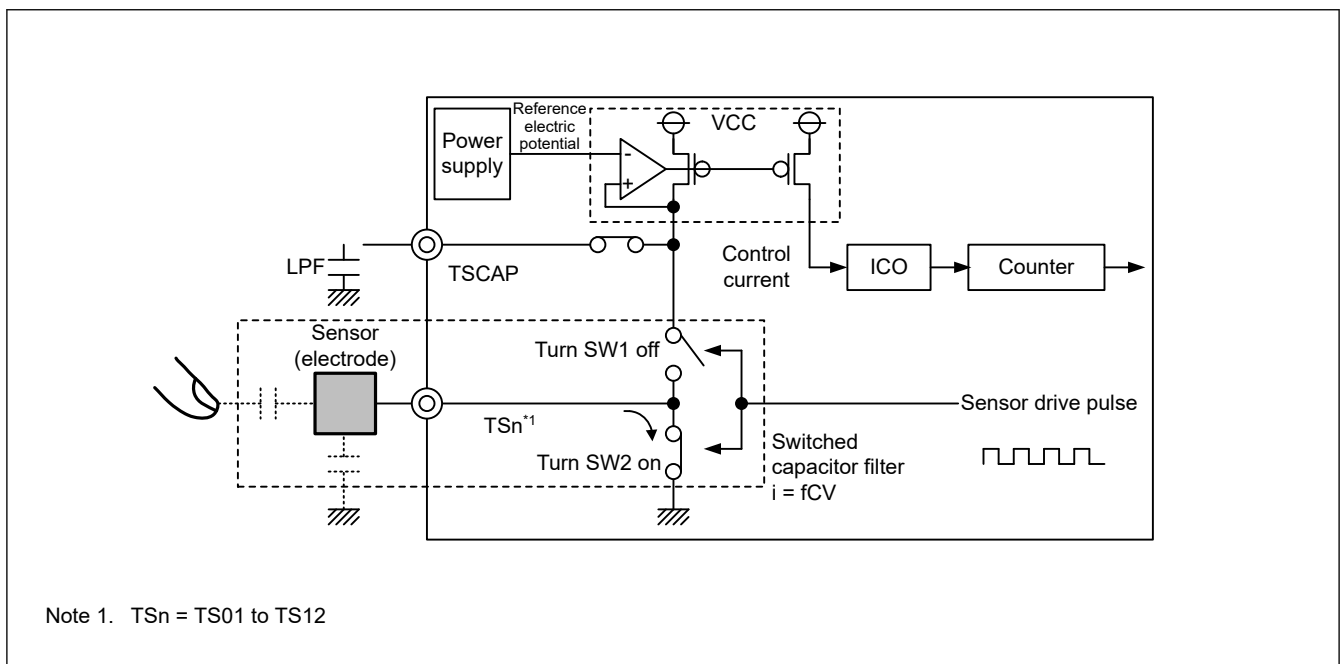 Power
supply
Reference
electric
potential
VCC
-
+
LPF
TSCAP
Control
current
ICO
Counter
Sensor
(electrode)
Turn SW1 off
TSn*1
Turn SW2 on
Sensor drive pulse
Switched
capacitor filter
i = fCV
Note 1. TSn = TS01 to TS12